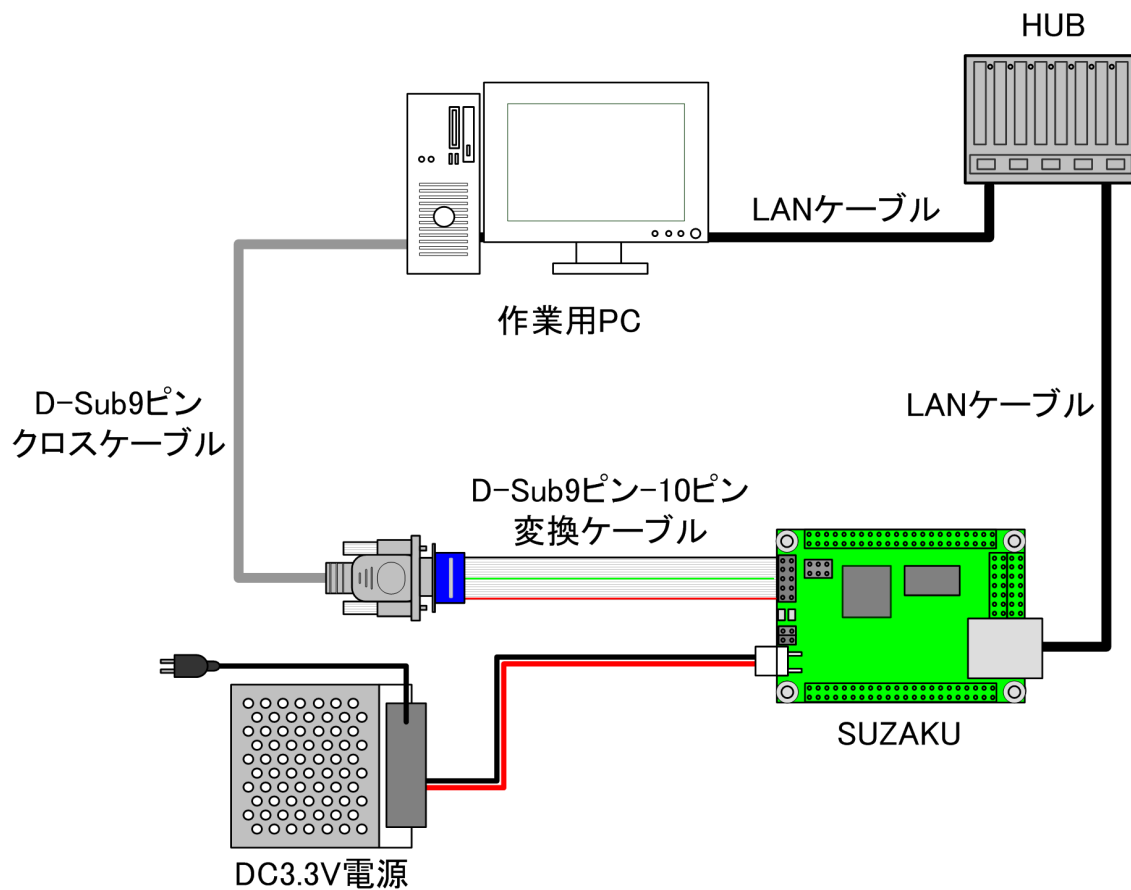 HUB
LANケーブル
作業用PC
D-Sub9ピン
クロスケーブル
LANケーブル
D-Sub9ピン-10ピン
変換ケーブル
SUZAKU
DC3.3V電源